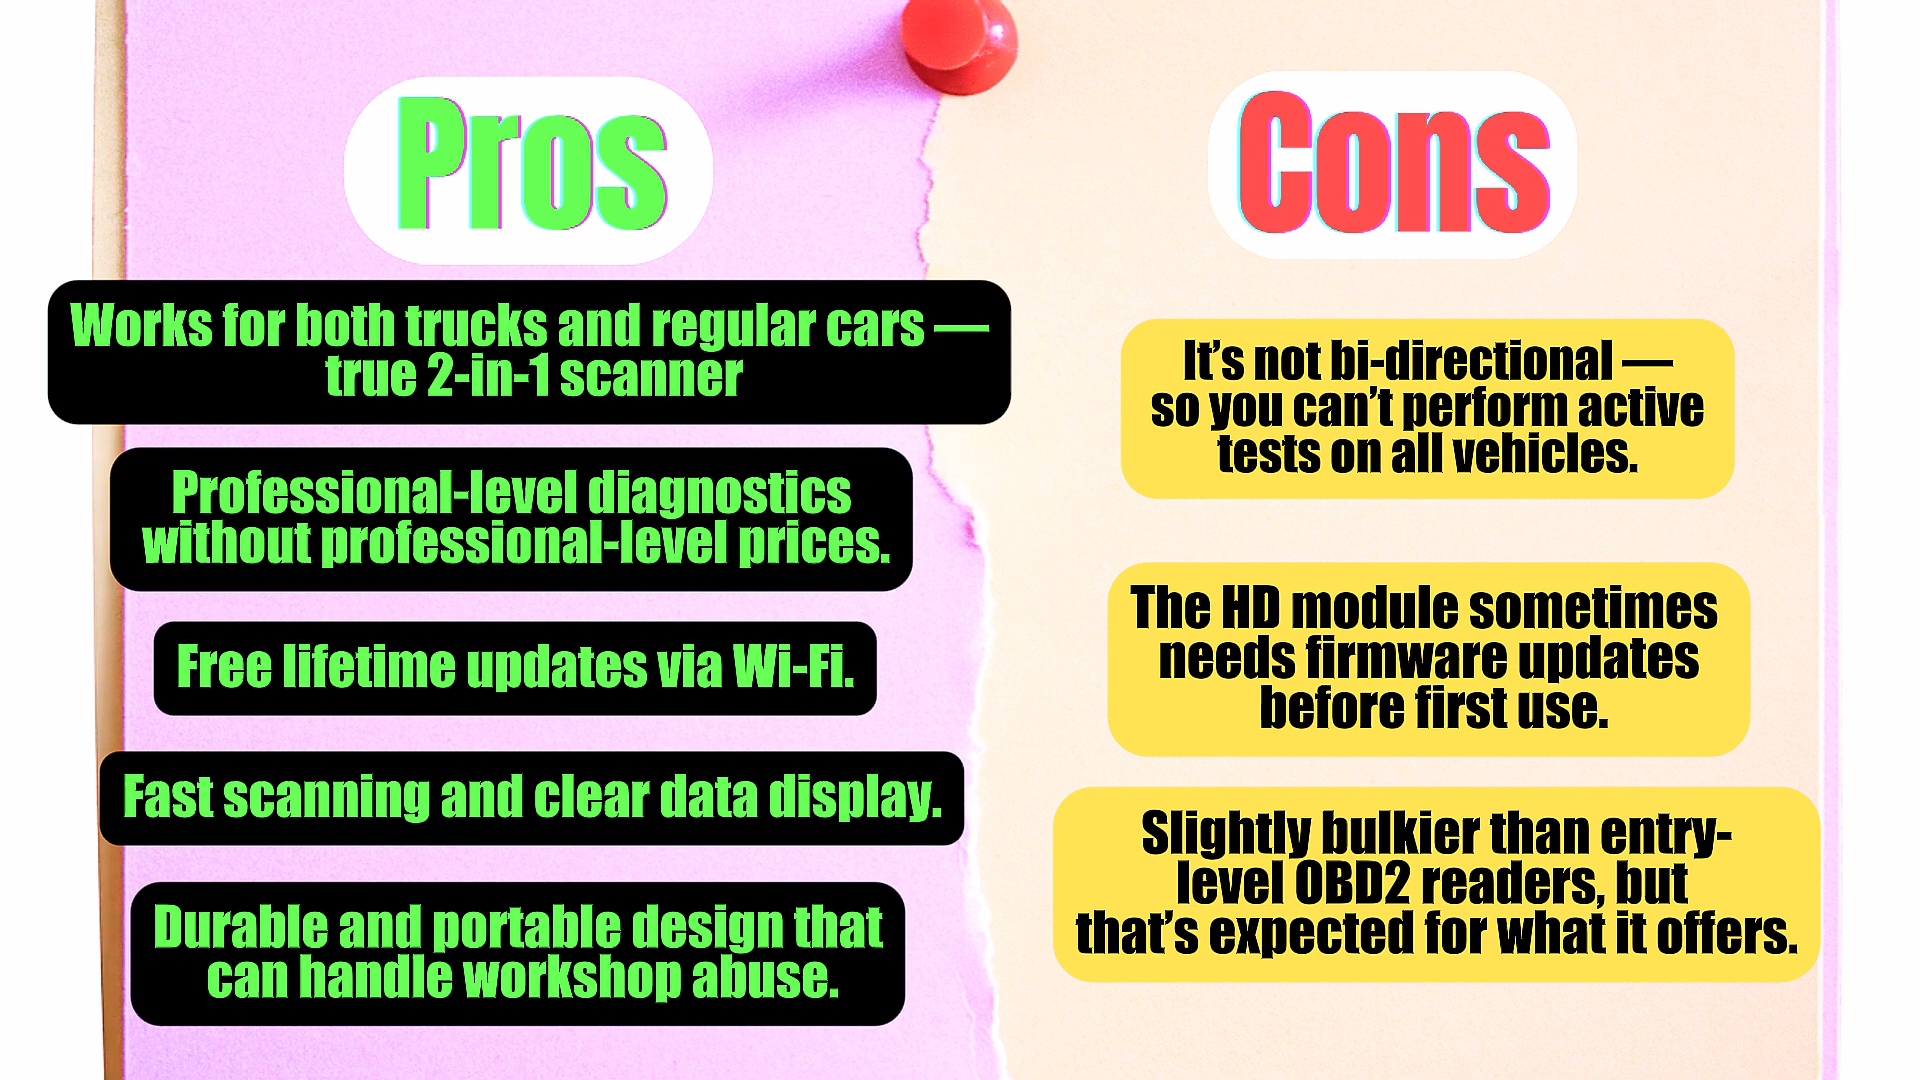 Pros
Works for both trucks and regular cars —
true 2-in-1 scanner
Professional-level diagnostics
without professional-level prices.
Free lifetime updates via Wi-Fi.
Fast scanning and clear data display.
Durable and portable design that
can handle workshop abuse.
Cons
It’s not bi-directional —
so you can’t perform active
tests on all vehicles.
The HD module sometimes
needs firmware updates
before first use.
Slightly bulkier than entry-
level OBD2 readers, but
that’s expected for what it offers.